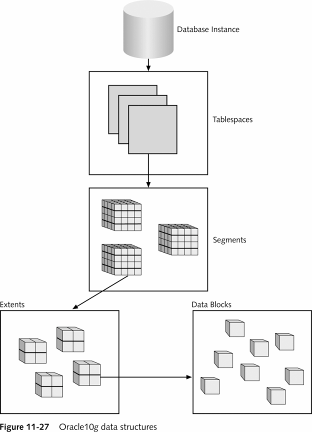 Database Instance
Tablespaces
Segments
Extents
Data Blocks
Figure 11-27 Oracle10g data structures